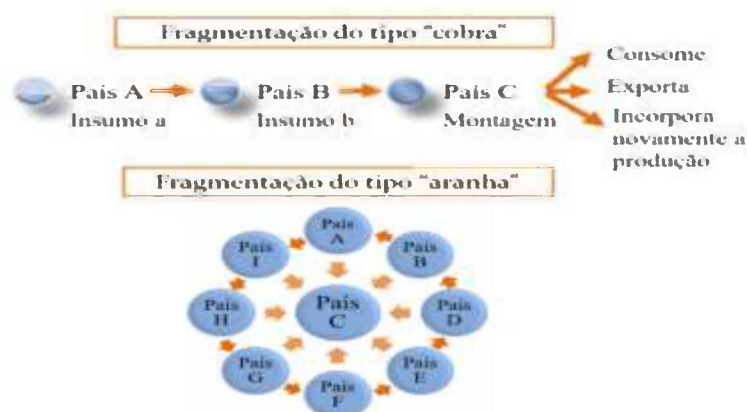 Fragmentação do tipo "cobra"
País A
Insumo a
País B
Insumo b
País C
Montagem
Consome
Exporta
Incorpora
novamente a
produção
Fragmentação do tipo "aranha"
País
A
País
B
País
D
País
E
País
F
País
G
País
H
País
I
País
C